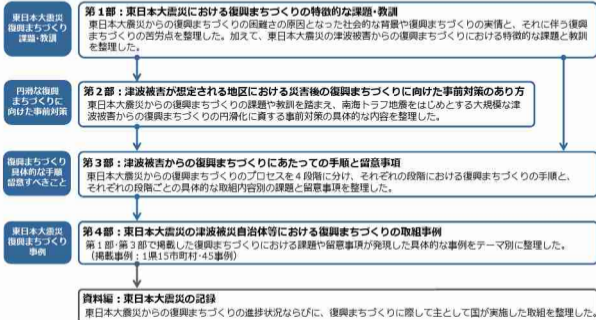 東日本大震災
復興まちづくり
課題・教訓
第1部：東日本大震災における復興まちづくりの特徴的な課題・教訓
東日本大震災からの復興まちづくりの困難さの原因となった社会的な背景や復興まちづくりの実情と、それに伴う復興
まちづくりの苦労点を整理した。加えて、東日本大震災の津波被害からの復興まちづくりにおける特徴的な課題と教訓
を整理した。
円滑な復興
まちづくりに
向けた事前対策
第2部：津波被害が想定される地区における災害後の復興まちづくりに向けた事前対策のあり方
東日本大震災からの復興まちづくりの課題や教訓を踏まえ、南海トラフ地震をはじめとする大規模な津
波被害からの復興まちづくりの円滑化に資する事前対策の具体的な内容を整理した。
復興まちづくり
具体的な手順
留意すべきこと
第3部：津波被害からの復興まちづくりにあたっての手順と留意事項
東日本大震災からの復興まちづくりのプロセスを4段階に分け、それぞれの段階における復興まちづくりの手順と、
それぞれの段階ごとの具体的な取組内容別の課題と留意事項を整理した。
東日本大震災
復興まちづくり
事例
第4部：東日本大震災の津波被災自治体等における復興まちづくりの取組事例
第1部・第3部で掲載した復興まちづくりにおける課題や留意事項が発現した具体的な事例をテーマ別に整理した。
（掲載事例：1県15市町村・45事例）
資料編：東日本大震災の記録
東日本大震災からの復興まちづくりの進捗状況ならびに、復興まちづくりに際して主として国が実施した取組を整理した。